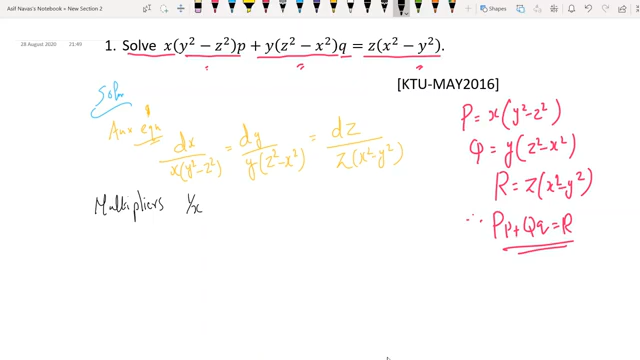 Asif Navas's Notebook » New Section 2
28 August 2020 21:49
1. Solve x(y² − z²)p + y(z² − x²)q = z(x² − y²).
[KTU-MAY2016]
Soln
Aux eqn
dx/x(y²−z²) = dy/y(z²−x²) = dz/z(x²−y²)
Multipliers 1/x
P = x(y²−z²)
Q = y(z²−x²)
R = z(x²−y²)
∴ Pp + Qq = R